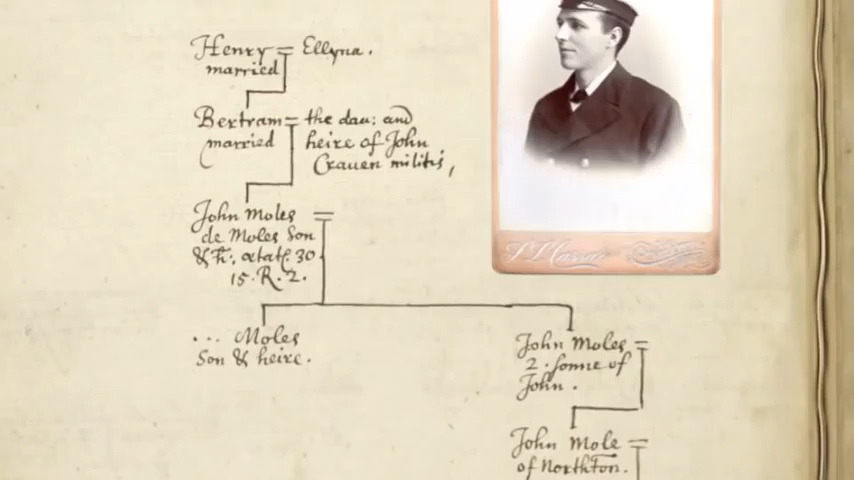 Henry = Ellyna.
married
Bertram = the dau: and
married heire of John
Crauen militis,
John Moles =
de Moles Son
& h:, ætat. 30
15. R. 2.
... Moles
Son & heire.
John Moles =
2. sonne of
John.
John Mole =
of Northton.